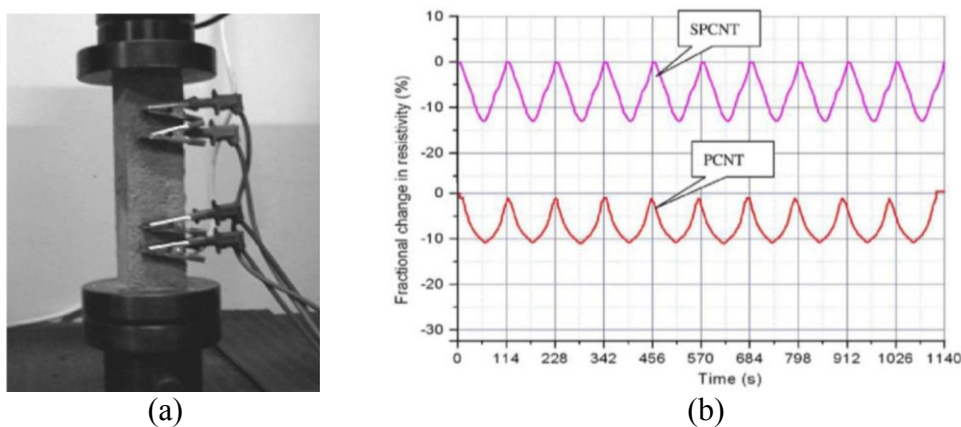 (a)
Fractional change in resistivity (%)
10
0
-10
-20
0
-10
-20
-30
SPCNT
PCNT
0 114 228 342 456 570 684 798 912 1026 1140
Time (s)
(b)